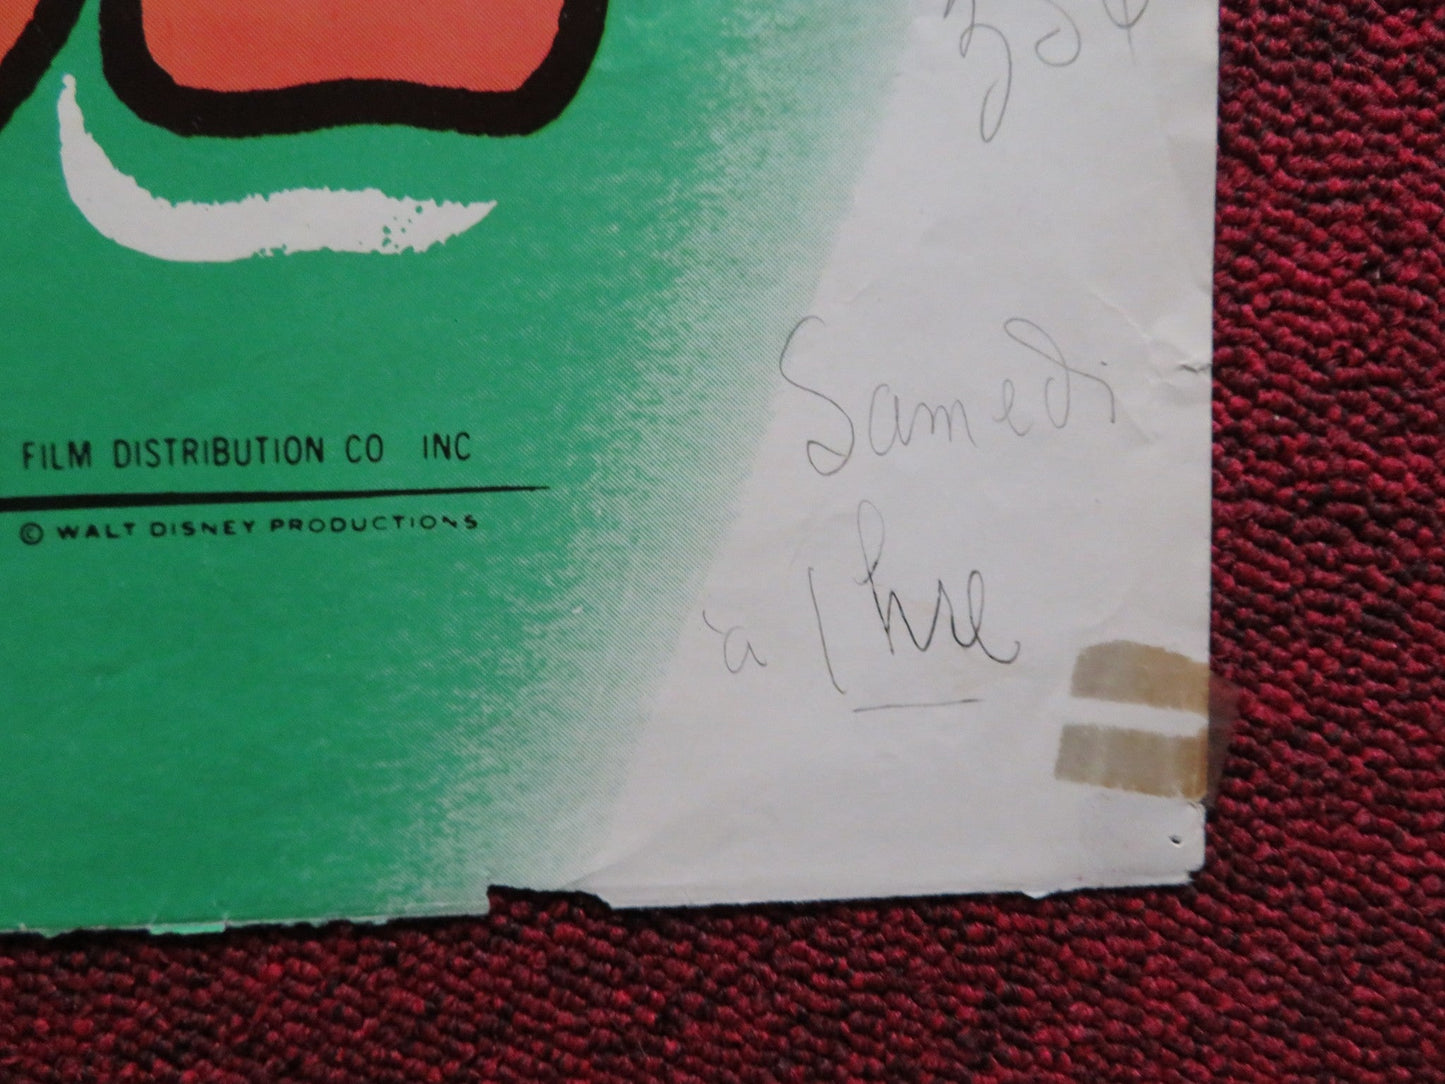 FILM DISTRIBUTION CO INC
© WALT DISNEY PRODUCTIONS
Samedi
à 1 hre